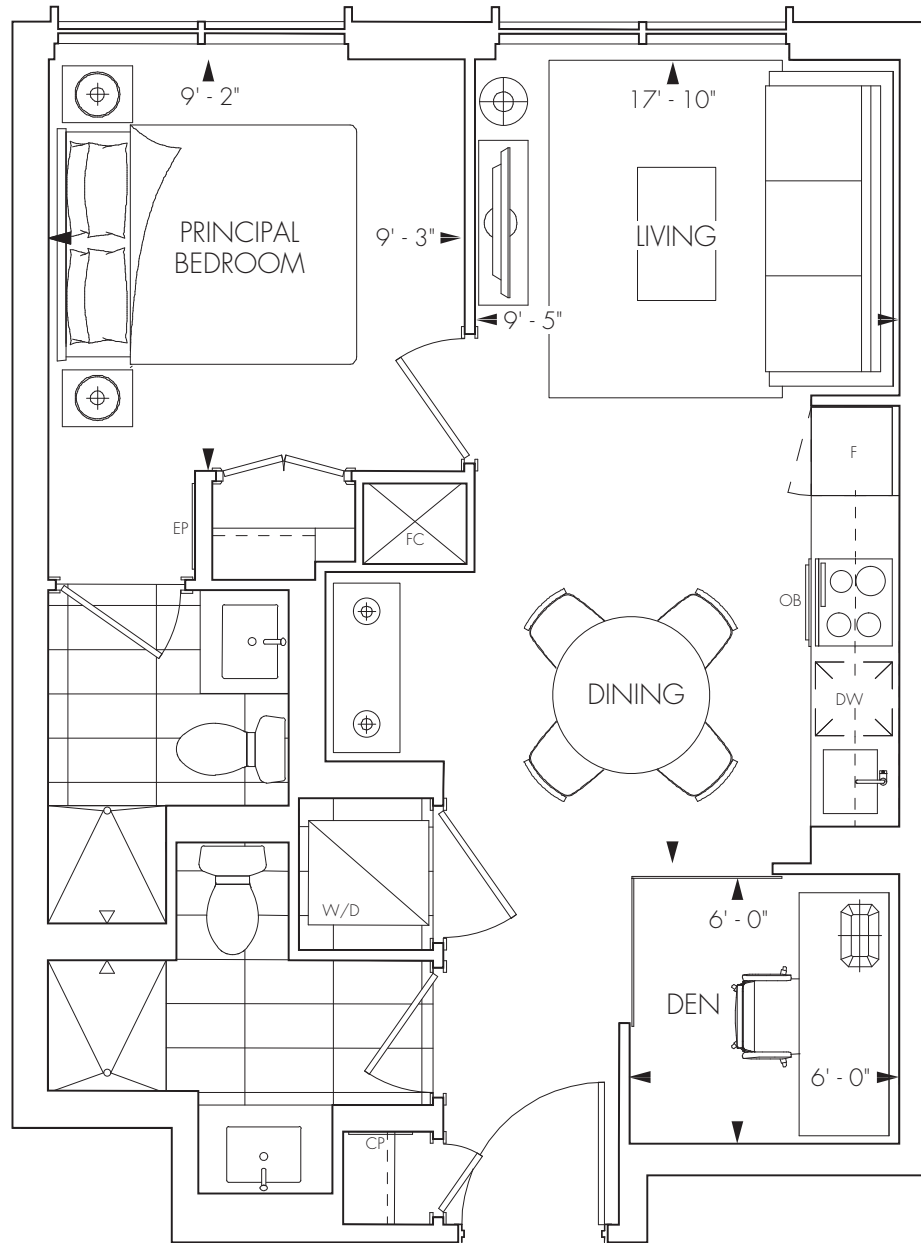 9' - 2"
17' - 10"
PRINCIPAL
BEDROOM
9' - 3"
LIVING
9' - 5"
F
EP
FC
OB
DINING
DW
W/D
6' - 0"
DEN
6' - 0"
CP